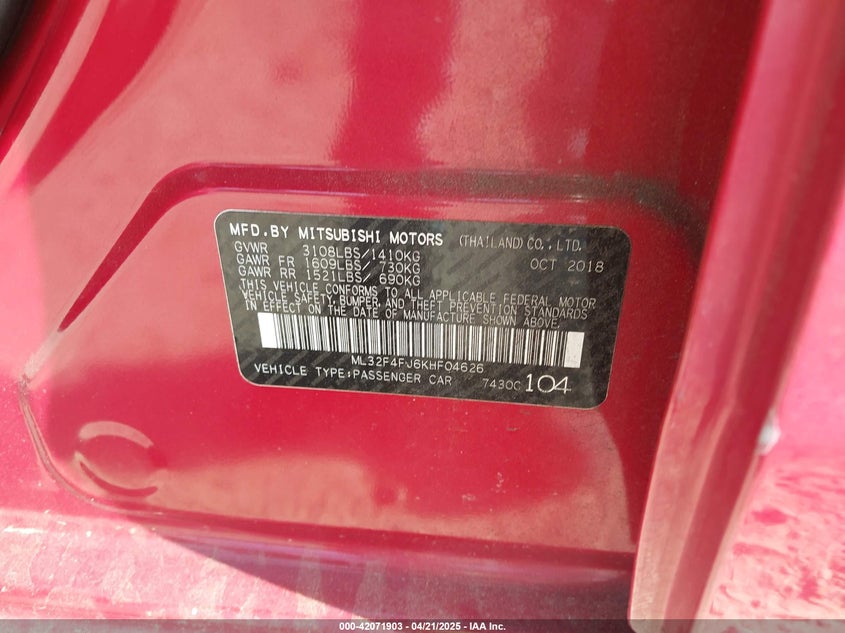 MFD.BY MITSUBISHI MOTORS (THAILAND)CO.,LTD.
GVWR 3108LBS/1410KG OCT 2018
GAWR FR 1609LBS/ 730KG
GAWR RR 1521LBS/ 690KG
THIS VEHICLE CONFORMS TO ALL APPLICABLE FEDERAL MOTOR
VEHICLE SAFETY, BUMPER, AND THEFT PREVENTION STANDARDS
IN EFFECT ON THE DATE OF MANUFACTURE SHOWN ABOVE.
ML32F4FJ6KHF04626
VEHICLE TYPE:PASSENGER CAR 7430C 104
000-42071903 - 04/21/2025 - IAA Inc.